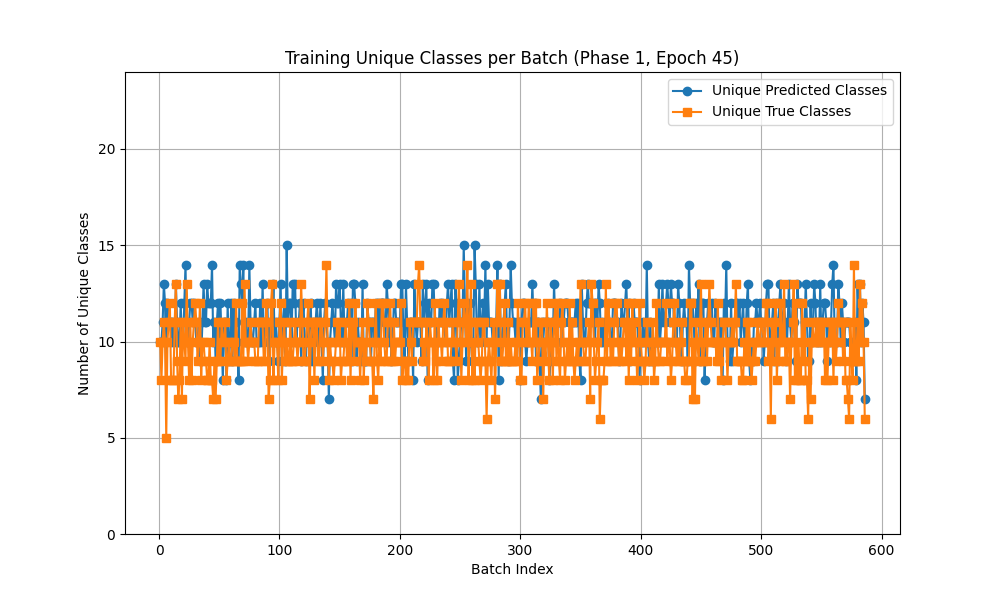 Training Unique Classes per Batch (Phase 1, Epoch 45)
Unique Predicted Classes
Unique True Classes
Number of Unique Classes
20
15
10
5
0
0 100 200 300 400 500 600
Batch Index